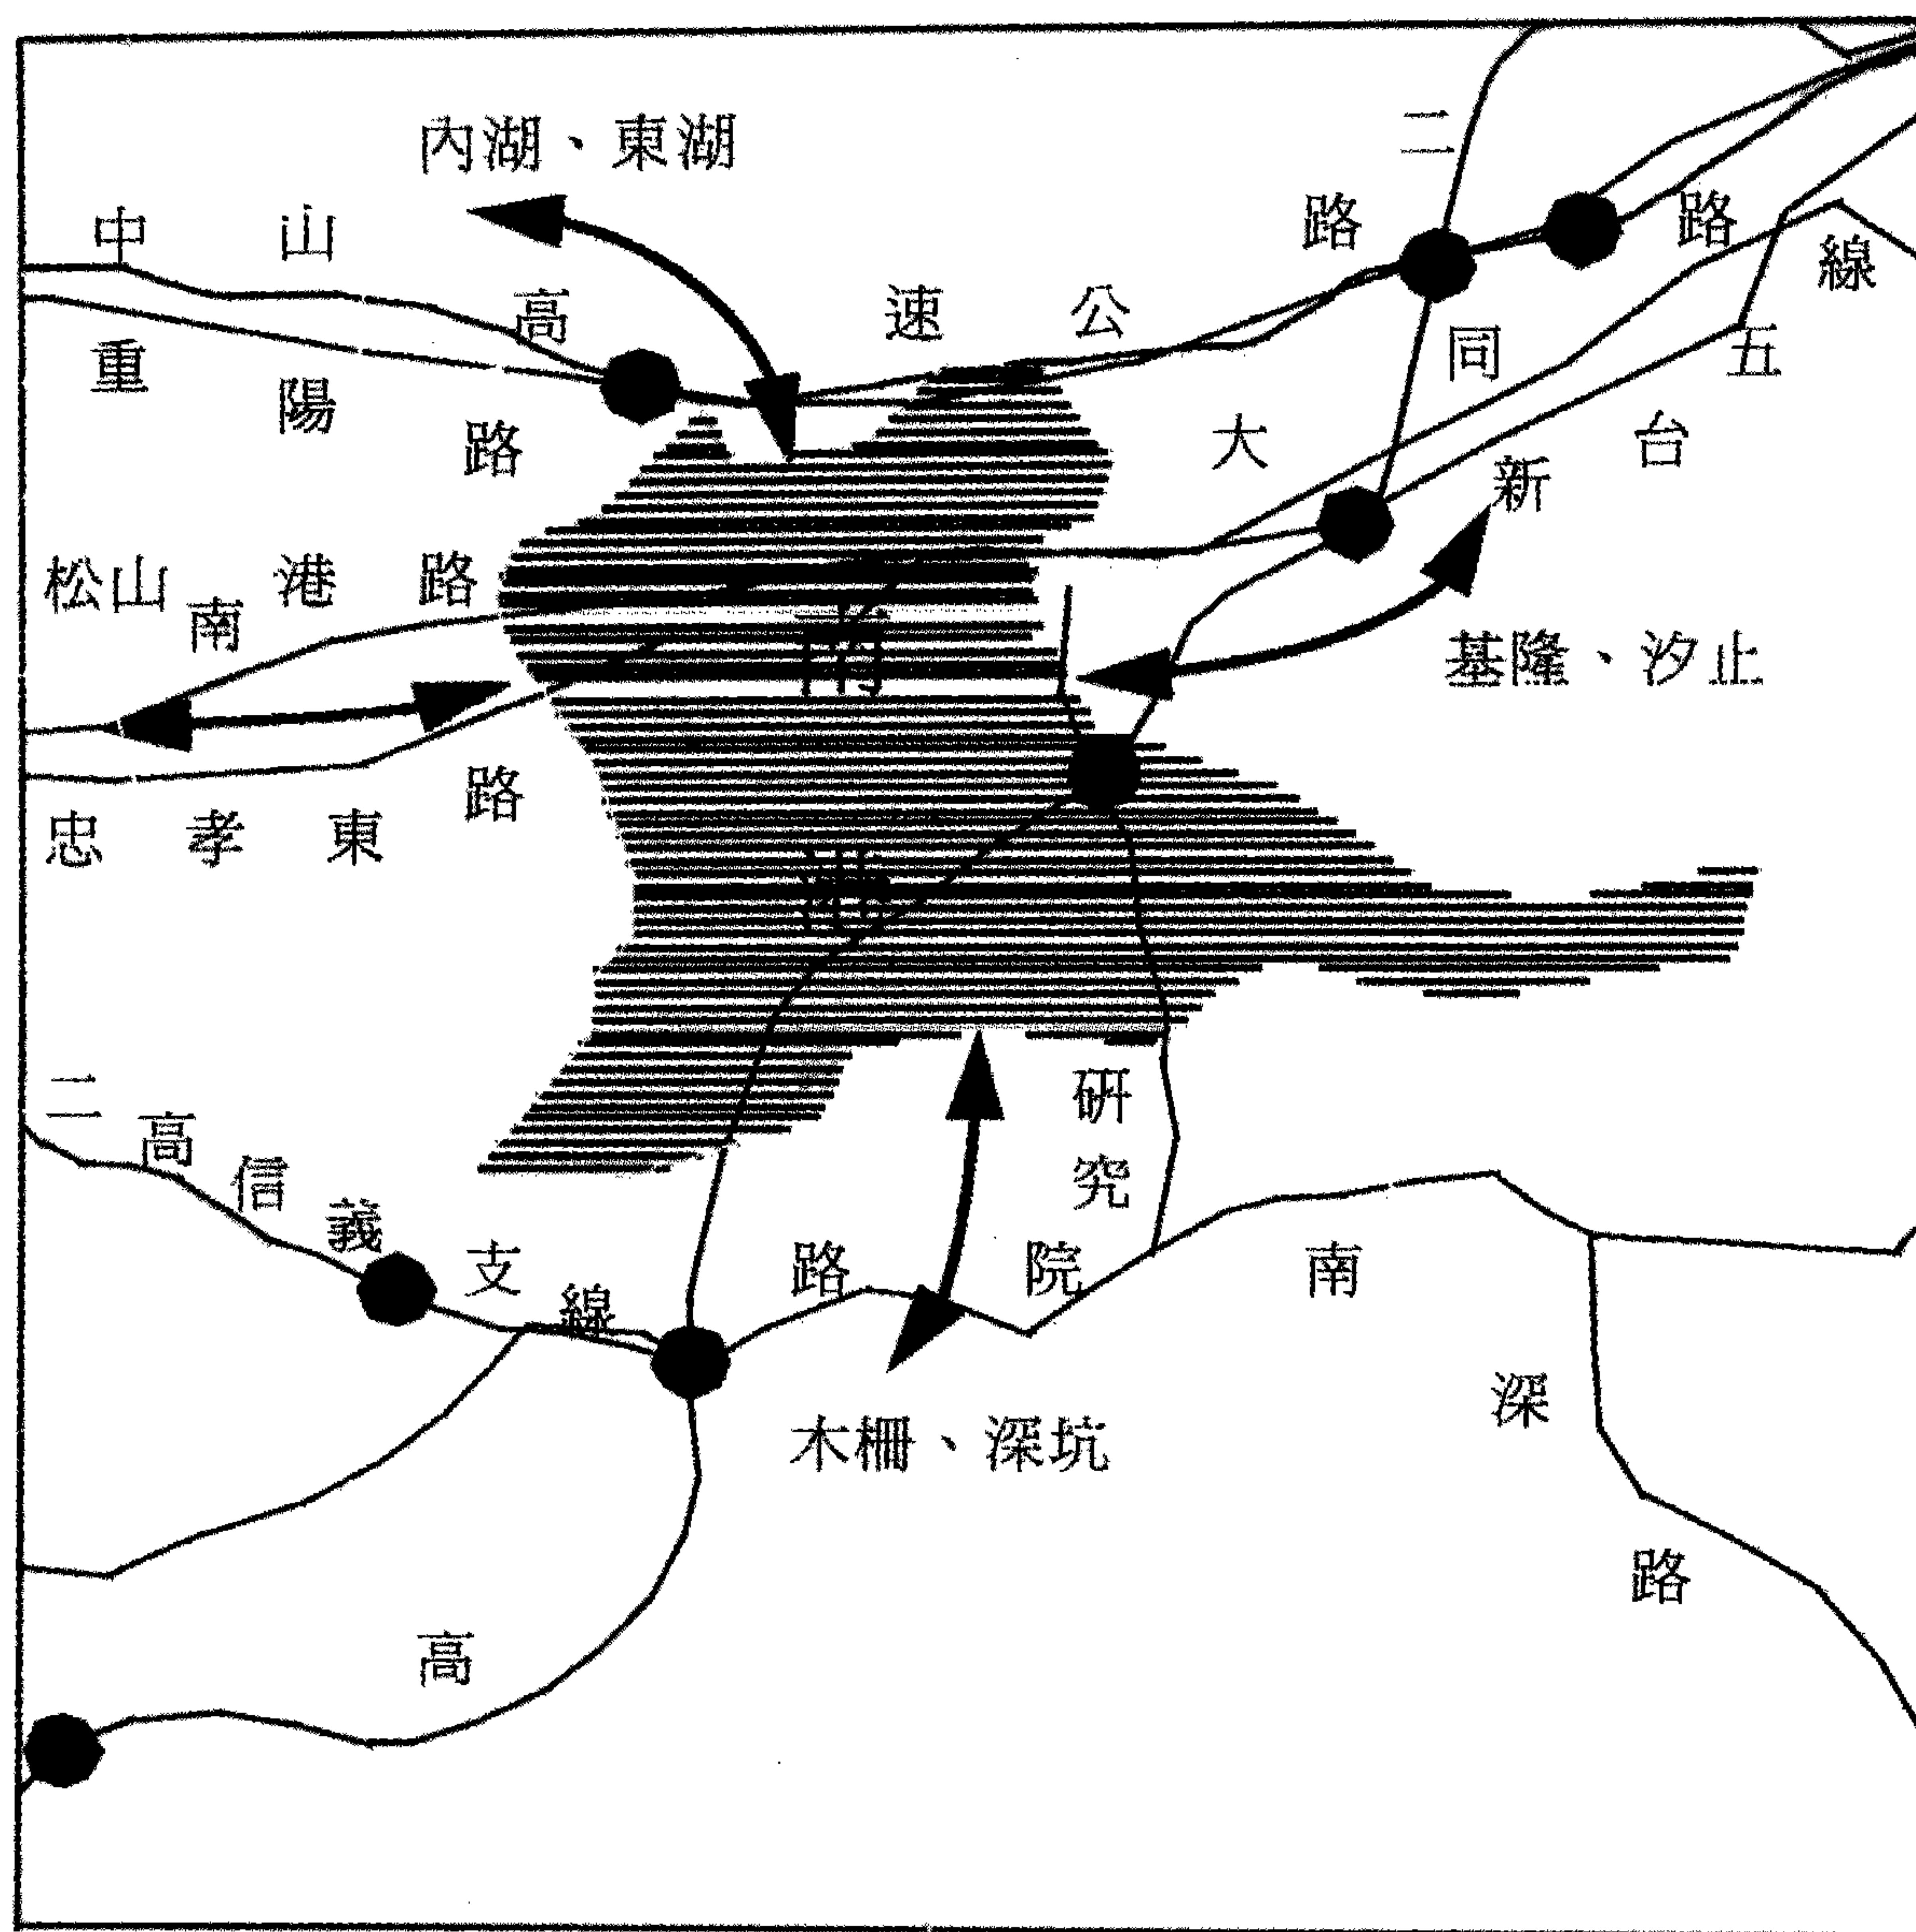 內湖、東湖
中山高速公路
重陽路
二高
大同路
新台五路
線
松山
南港路
基隆、汐止
南港
忠孝東路
二高信義支線
研究院路
南深路
木柵、深坑